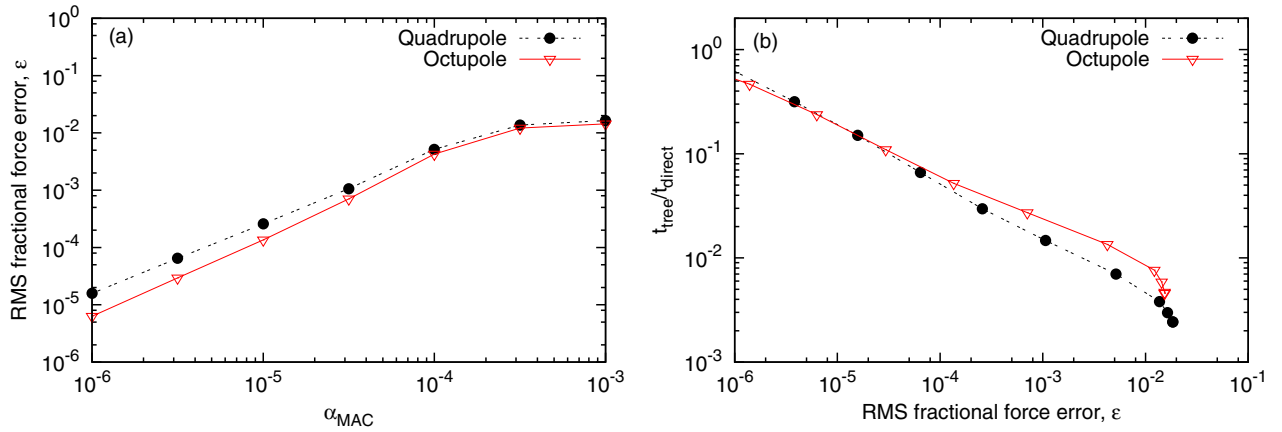 (a)
Quadrupole
Octupole
10^0
10^-1
10^-2
10^-3
10^-4
10^-5
10^-6
RMS fractional force error, ε
10^-6
10^-5
10^-4
10^-3
α_MAC
(b)
Quadrupole
Octupole
10^0
10^-1
10^-2
10^-3
t_tree/t_direct
10^-6
10^-5
10^-4
10^-3
10^-2
10^-1
RMS fractional force error, ε